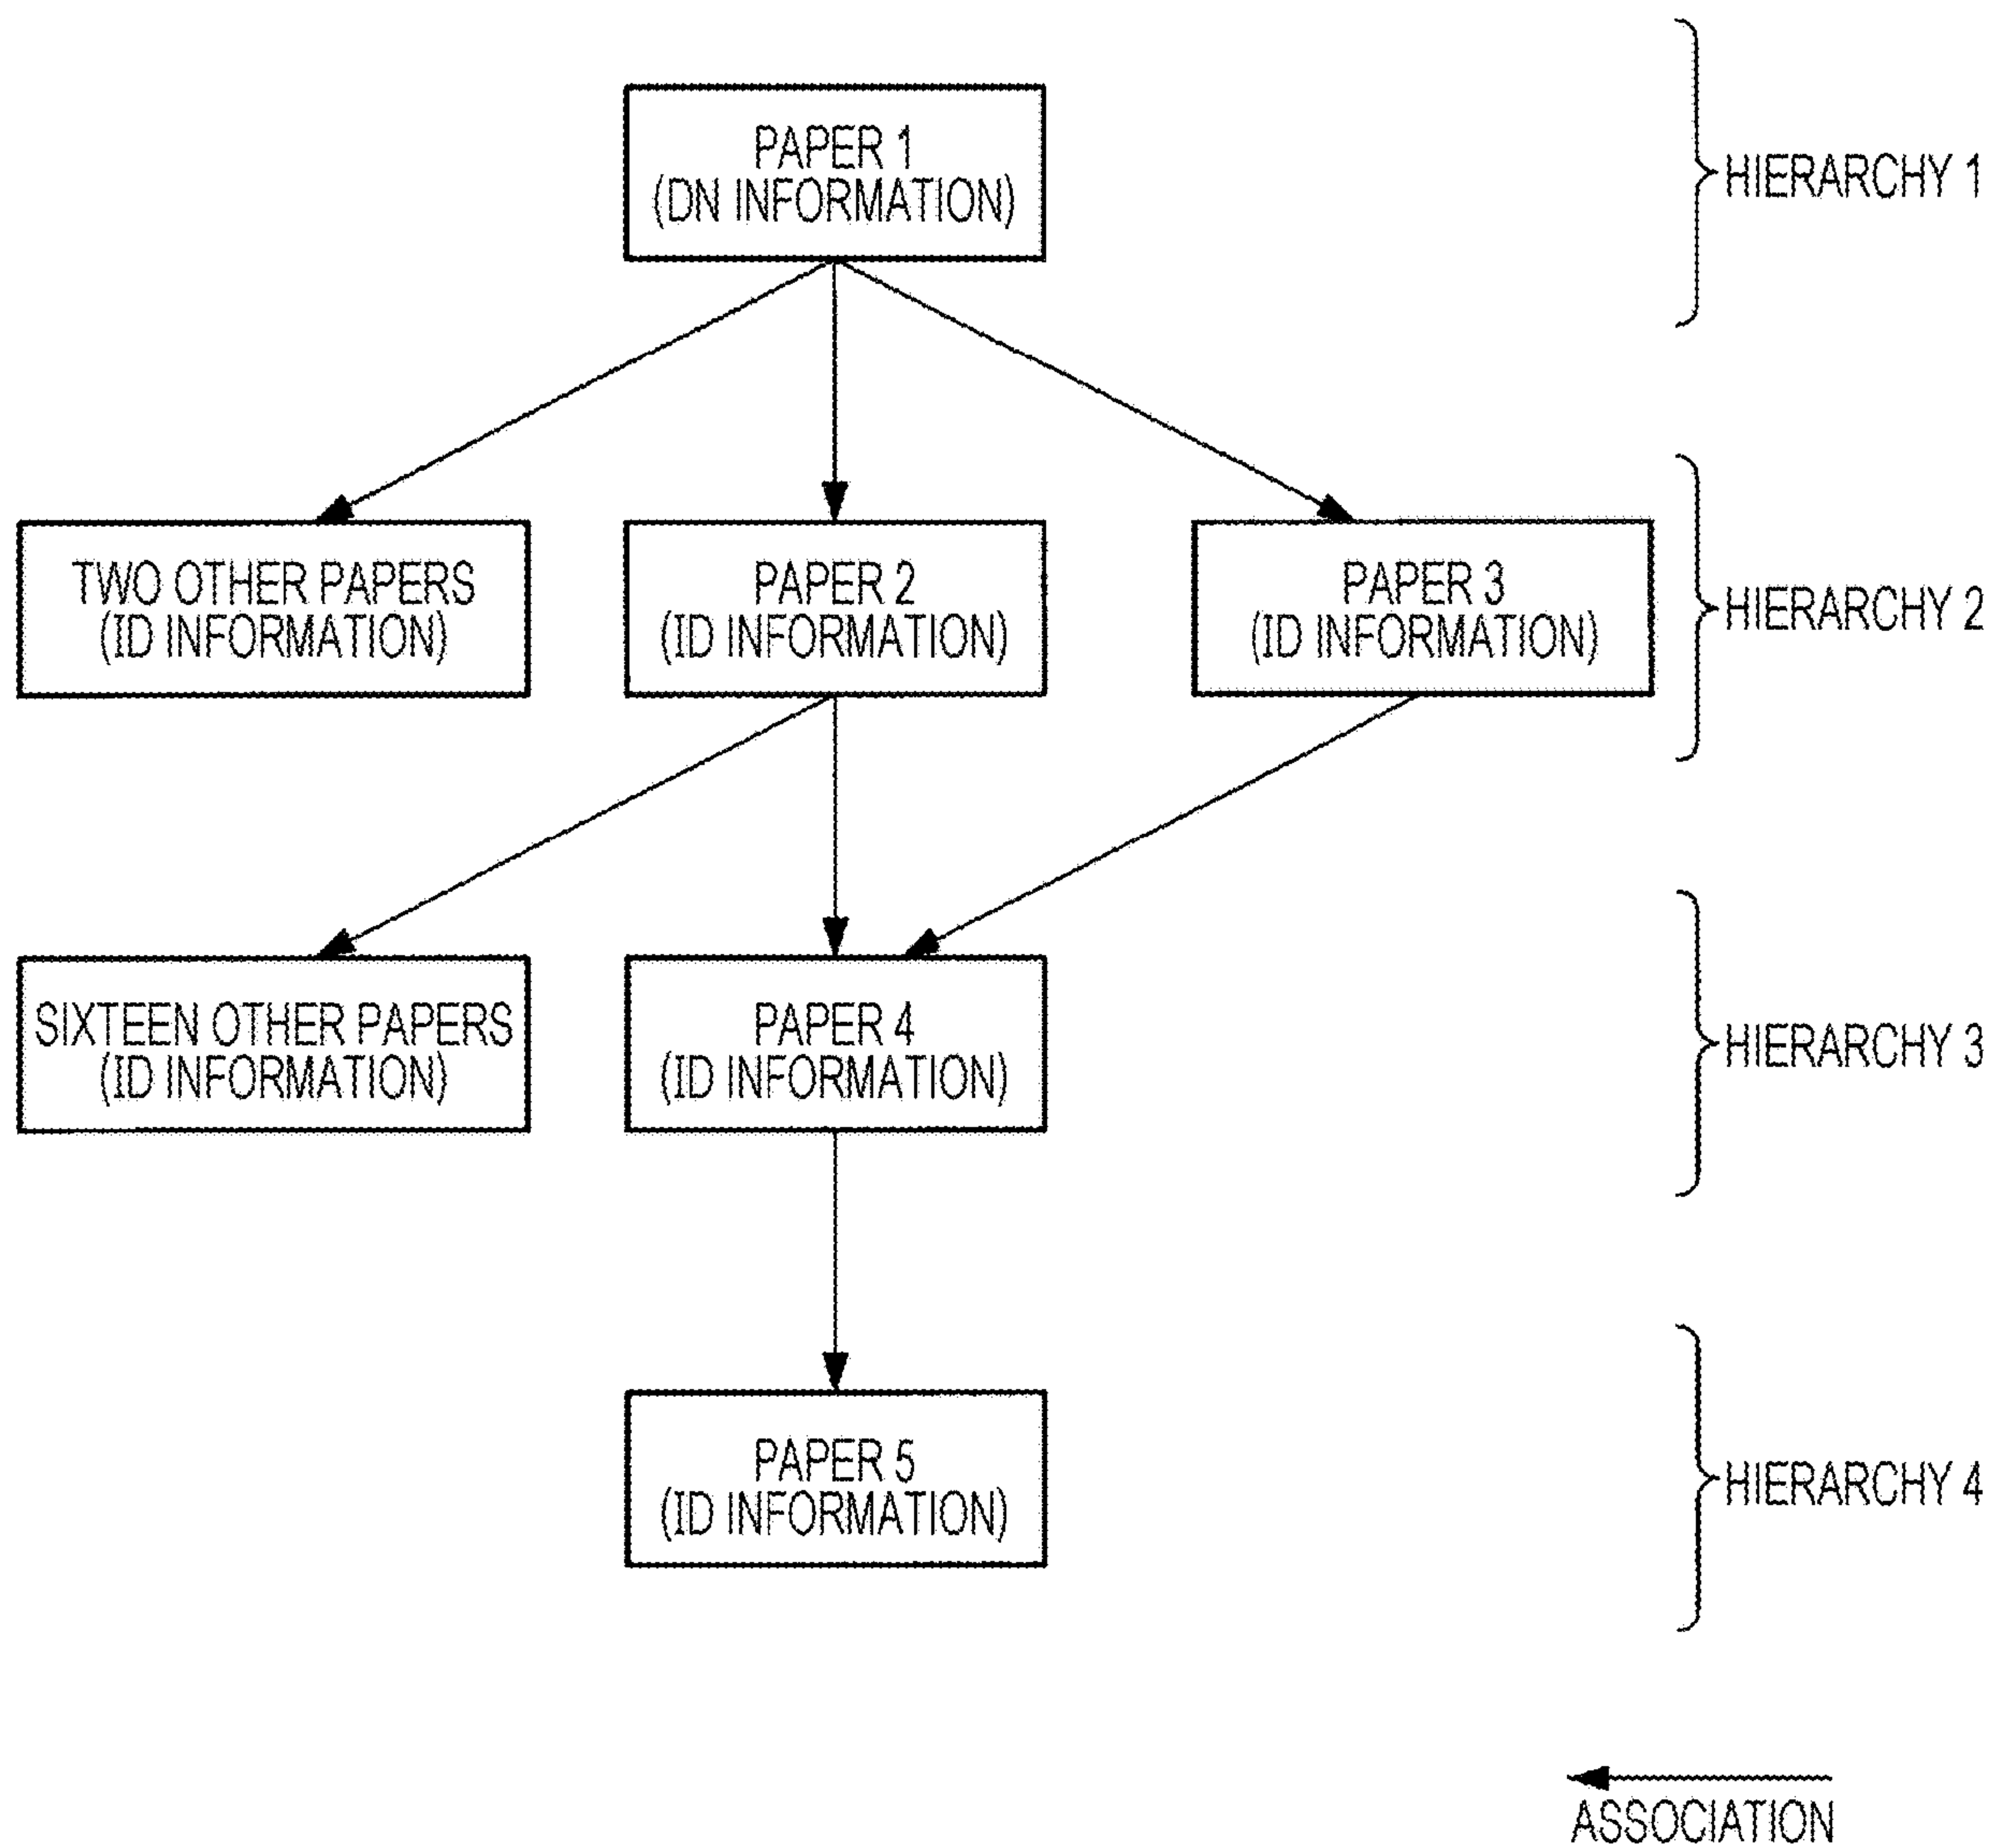 PAPER 1
(DN INFORMATION)
HIERARCHY 1
TWO OTHER PAPERS
(ID INFORMATION)
PAPER 2
(ID INFORMATION)
PAPER 3
(ID INFORMATION)
HIERARCHY 2
SIXTEEN OTHER PAPERS
(ID INFORMATION)
PAPER 4
(ID INFORMATION)
HIERARCHY 3
PAPER 5
(ID INFORMATION)
HIERARCHY 4
ASSOCIATION